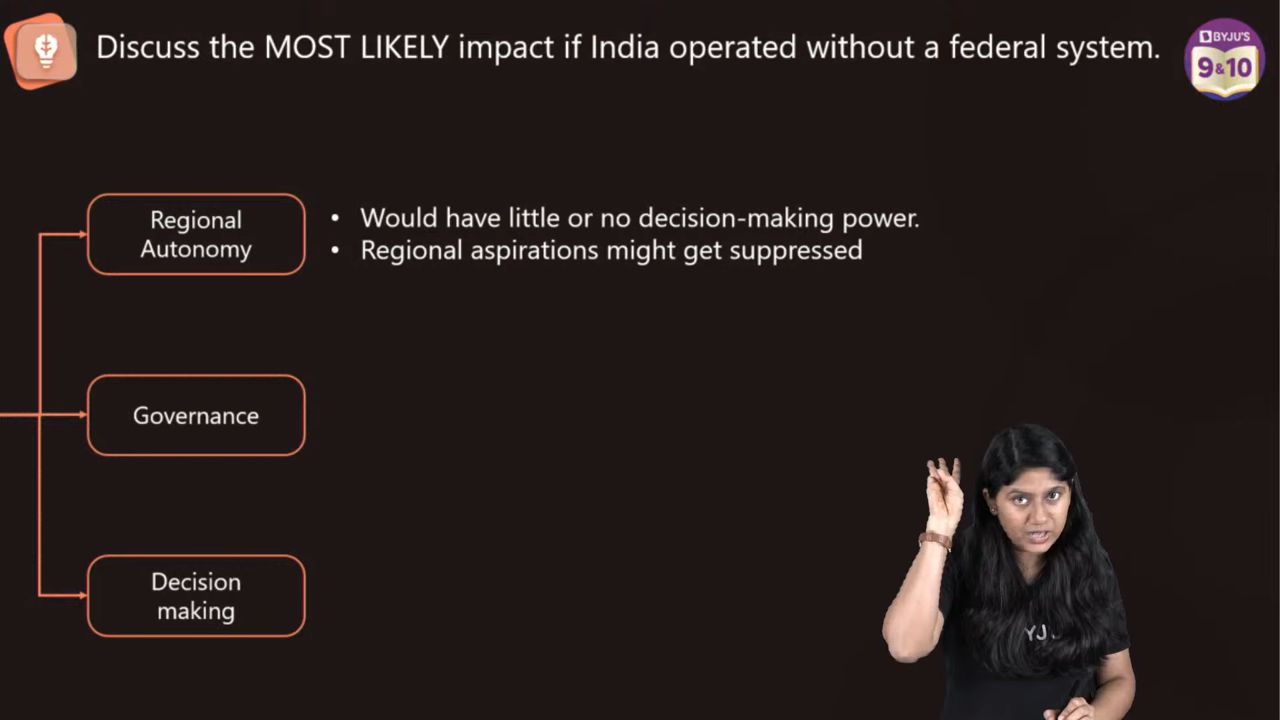 Discuss the MOST LIKELY impact if India operated without a federal system.
BYJU'S
9&10
Regional
Autonomy
• Would have little or no decision-making power.
• Regional aspirations might get suppressed
Governance
Decision
making
YJ